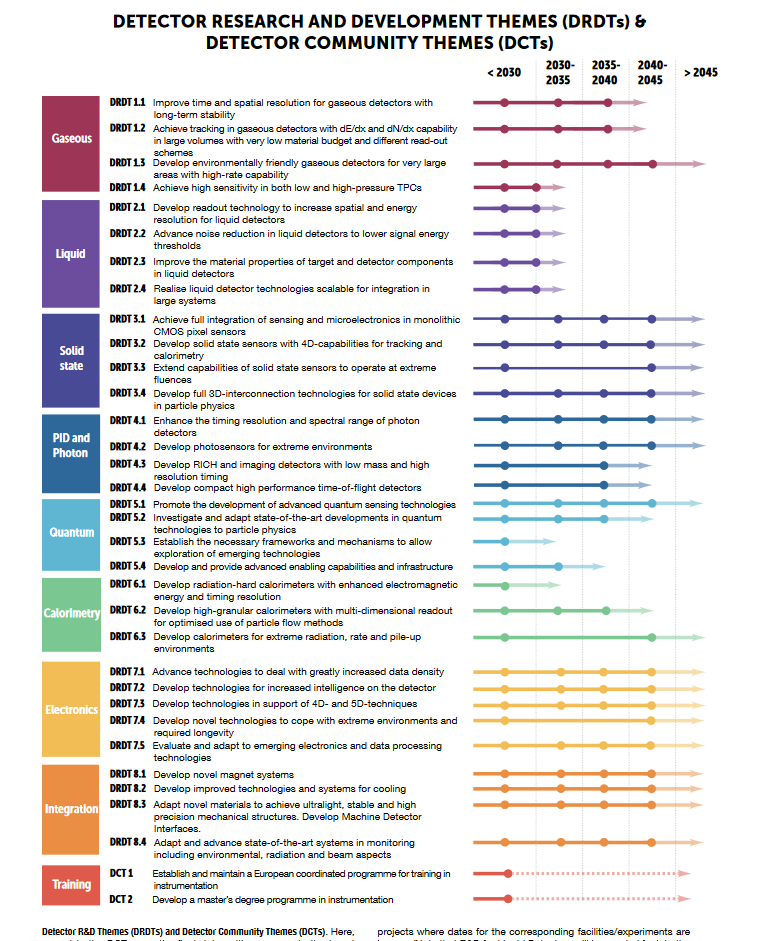 DETECTOR RESEARCH AND DEVELOPMENT THEMES (DRDTs) &
DETECTOR COMMUNITY THEMES (DCTs)
< 2030
2030-
2035
2035-
2040
2040-
2045
> 2045
Gaseous
DRDT 1.1 Improve time and spatial resolution for gaseous detectors with
long-term stability
DRDT 1.2 Achieve tracking in gaseous detectors with dE/dx and dN/dx capability
in large volumes with very low material budget and different read-out
schemes
DRDT 1.3 Develop environmentally friendly gaseous detectors for very large
areas with high-rate capability
DRDT 1.4 Achieve high sensitivity in both low and high-pressure TPCs
Liquid
DRDT 2.1 Develop readout technology to increase spatial and energy
resolution for liquid detectors
DRDT 2.2 Advance noise reduction in liquid detectors to lower signal energy
thresholds
DRDT 2.3 Improve the material properties of target and detector components
in liquid detectors
DRDT 2.4 Realise liquid detector technologies scalable for integration in
large systems
Solid
state
DRDT 3.1 Achieve full integration of sensing and microelectronics in monolithic
CMOS pixel sensors
DRDT 3.2 Develop solid state sensors with 4D-capabilities for tracking and
calorimetry
DRDT 3.3 Extend capabilities of solid state sensors to operate at extreme
fluences
DRDT 3.4 Develop full 3D-interconnection technologies for solid state devices
in particle physics
PID and
Photon
DRDT 4.1 Enhance the timing resolution and spectral range of photon
detectors
DRDT 4.2 Develop photosensors for extreme environments
DRDT 4.3 Develop RICH and imaging detectors with low mass and high
resolution timing
DRDT 4.4 Develop compact high performance time-of-flight detectors
Quantum
DRDT 5.1 Promote the development of advanced quantum sensing technologies
DRDT 5.2 Investigate and adapt state-of-the-art developments in quantum
technologies to particle physics
DRDT 5.3 Establish the necessary frameworks and mechanisms to allow
exploration of emerging technologies
DRDT 5.4 Develop and provide advanced enabling capabilities and infrastructure
Calorimetry
DRDT 6.1 Develop radiation-hard calorimeters with enhanced electromagnetic
energy and timing resolution
DRDT 6.2 Develop high-granular calorimeters with multi-dimensional readout
for optimised use of particle flow methods
DRDT 6.3 Develop calorimeters for extreme radiation, rate and pile-up
environments
Electronics
DRDT 7.1 Advance technologies to deal with greatly increased data density
DRDT 7.2 Develop technologies for increased intelligence on the detector
DRDT 7.3 Develop technologies in support of 4D- and 5D-techniques
DRDT 7.4 Develop novel technologies to cope with extreme environments and
required longevity
DRDT 7.5 Evaluate and adapt to emerging electronics and data processing
technologies
Integration
DRDT 8.1 Develop novel magnet systems
DRDT 8.2 Develop improved technologies and systems for cooling
DRDT 8.3 Adapt novel materials to achieve ultralight, stable and high
precision mechanical structures. Develop Machine Detector
Interfaces.
DRDT 8.4 Adapt and advance state-of-the-art systems in monitoring
including environmental, radiation and beam aspects
Training
DCT 1 Establish and maintain a European coordinated programme for training in
instrumentation
DCT 2 Develop a master's degree programme in instrumentation
Detector R&D Themes (DRDTs) and Detector Community Themes (DCTs). Here,
projects where dates for the corresponding facilities/experiments are